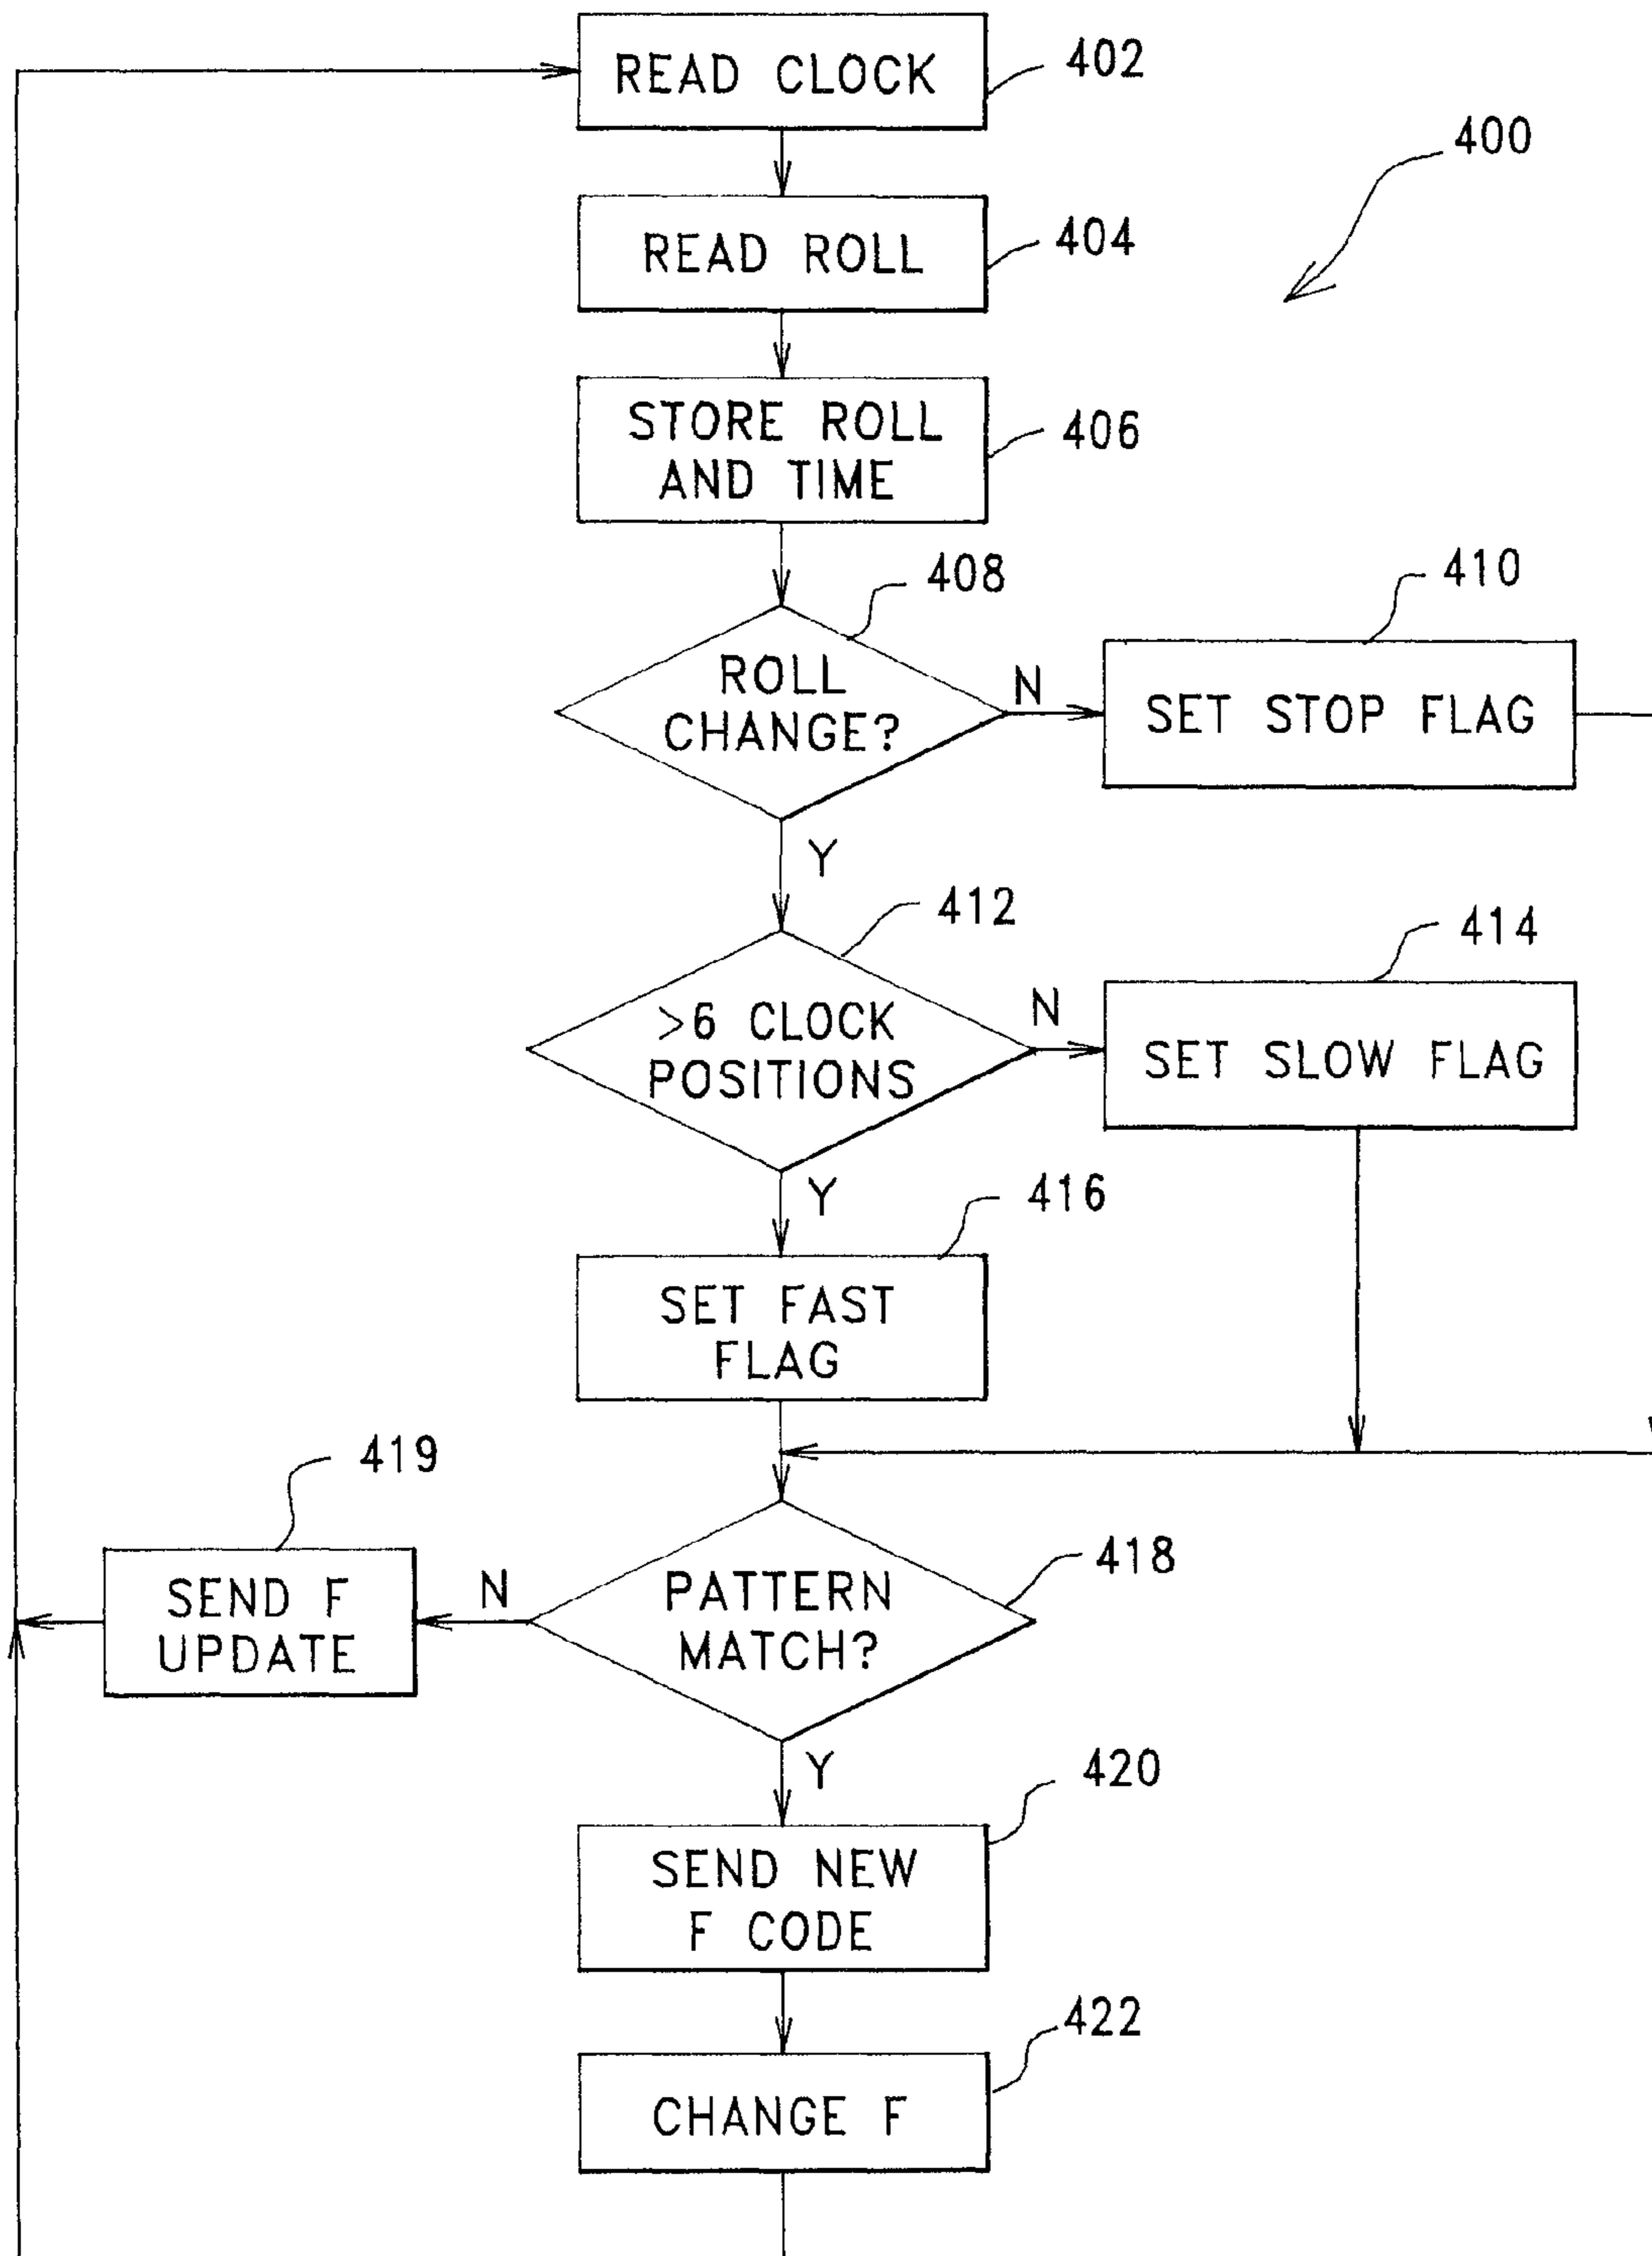 READ CLOCK
402
400
READ ROLL
404
STORE ROLL
AND TIME
406
408
ROLL
CHANGE?
N
410
SET STOP FLAG
Y
412
>6 CLOCK
POSITIONS
N
414
SET SLOW FLAG
Y
416
SET FAST
FLAG
419
SEND F
UPDATE
N
PATTERN
MATCH?
418
Y
420
SEND NEW
F CODE
422
CHANGE F